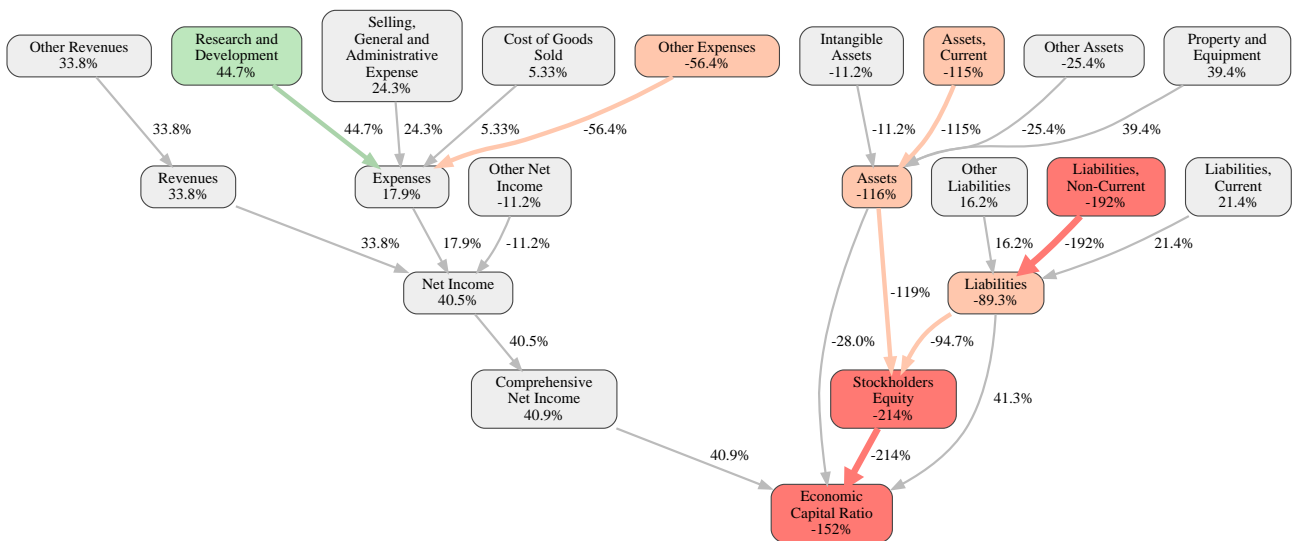 Other Revenues
33.8%
Research and
Development
44.7%
Selling,
General and
Administrative
Expense
24.3%
Cost of Goods
Sold
5.33%
Other Expenses
-56.4%
Intangible
Assets
-11.2%
Assets,
Current
-115%
Other Assets
-25.4%
Property and
Equipment
39.4%
33.8%
44.7%
24.3%
5.33%
-56.4%
-11.2%
-115%
-25.4%
39.4%
Revenues
33.8%
Expenses
17.9%
Other Net
Income
-11.2%
Assets
-116%
Other
Liabilities
16.2%
Liabilities,
Non-Current
-192%
Liabilities,
Current
21.4%
33.8%
17.9%
-11.2%
16.2%
-192%
21.4%
Net Income
40.5%
-119%
Liabilities
-89.3%
40.5%
-28.0%
-94.7%
Comprehensive
Net Income
40.9%
Stockholders
Equity
-214%
41.3%
40.9%
-214%
Economic
Capital Ratio
-152%